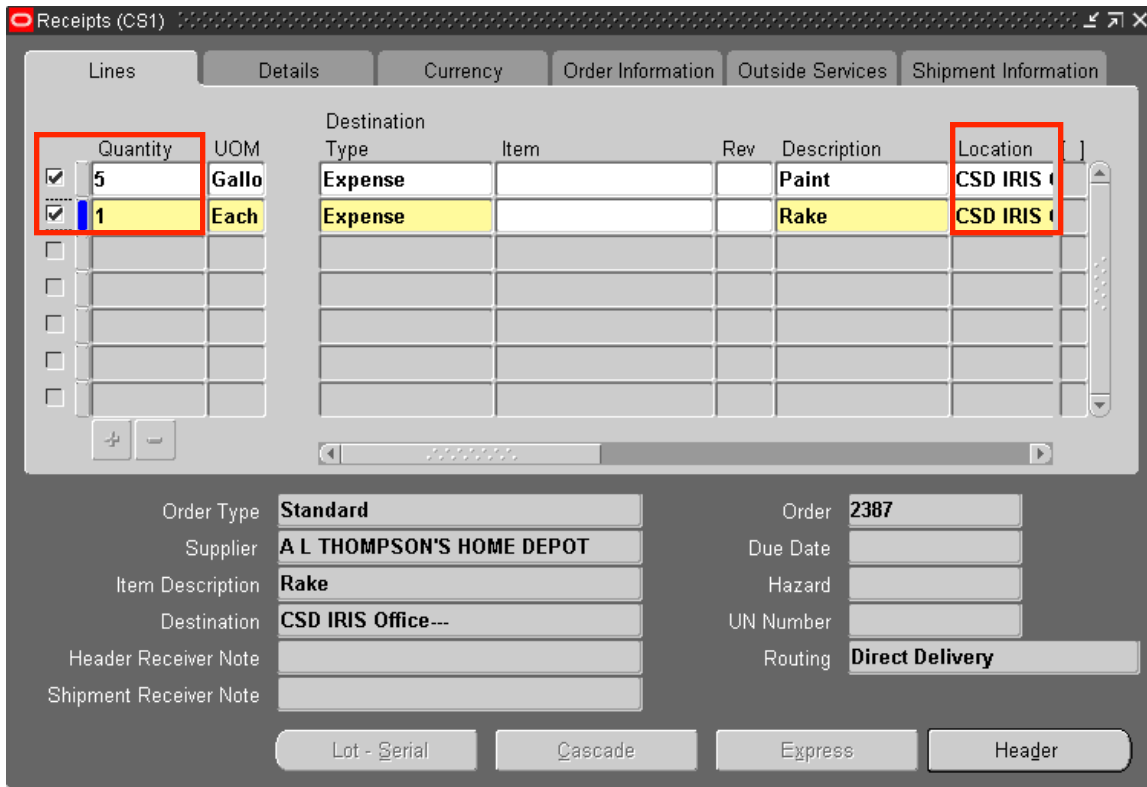 Receipts (CS1)
Lines Details Currency Order Information Outside Services Shipment Information
Destination
Quantity UOM Type Item Rev Description Location [ ]
5 Gallo Expense Paint CSD IRIS
1 Each Expense Rake CSD IRIS
Order Type Standard Order 2387
Supplier A L THOMPSON'S HOME DEPOT Due Date
Item Description Rake Hazard
Destination CSD IRIS Office--- UN Number
Header Receiver Note Routing Direct Delivery
Shipment Receiver Note
Lot - Serial Cascade Express Header